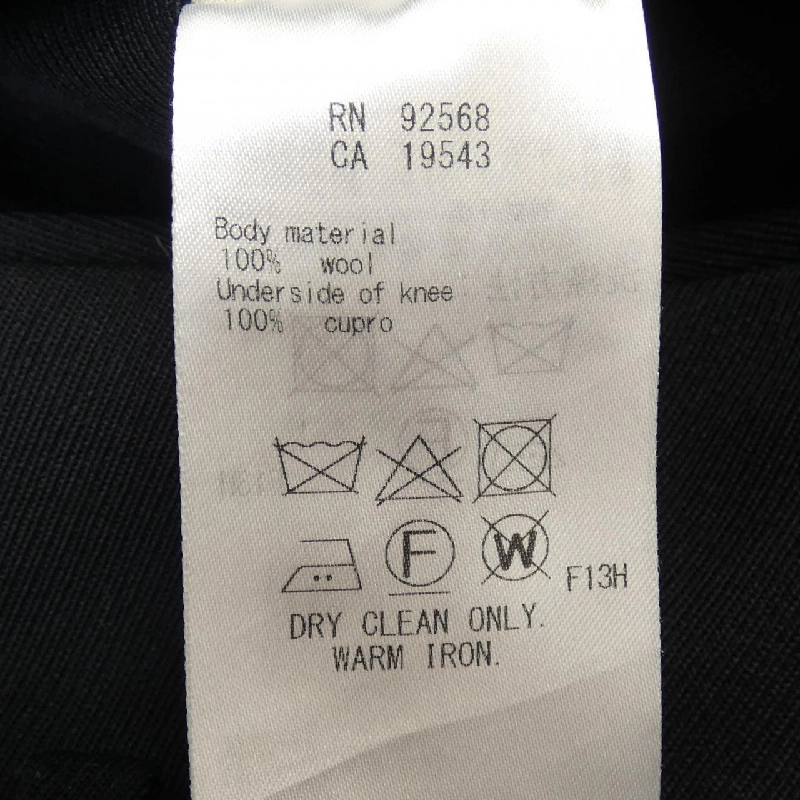 RN 92568
CA 19543
Body material
100% wool
Underside of knee
100% cupro
F W F13H
DRY CLEAN ONLY.
WARM IRON.